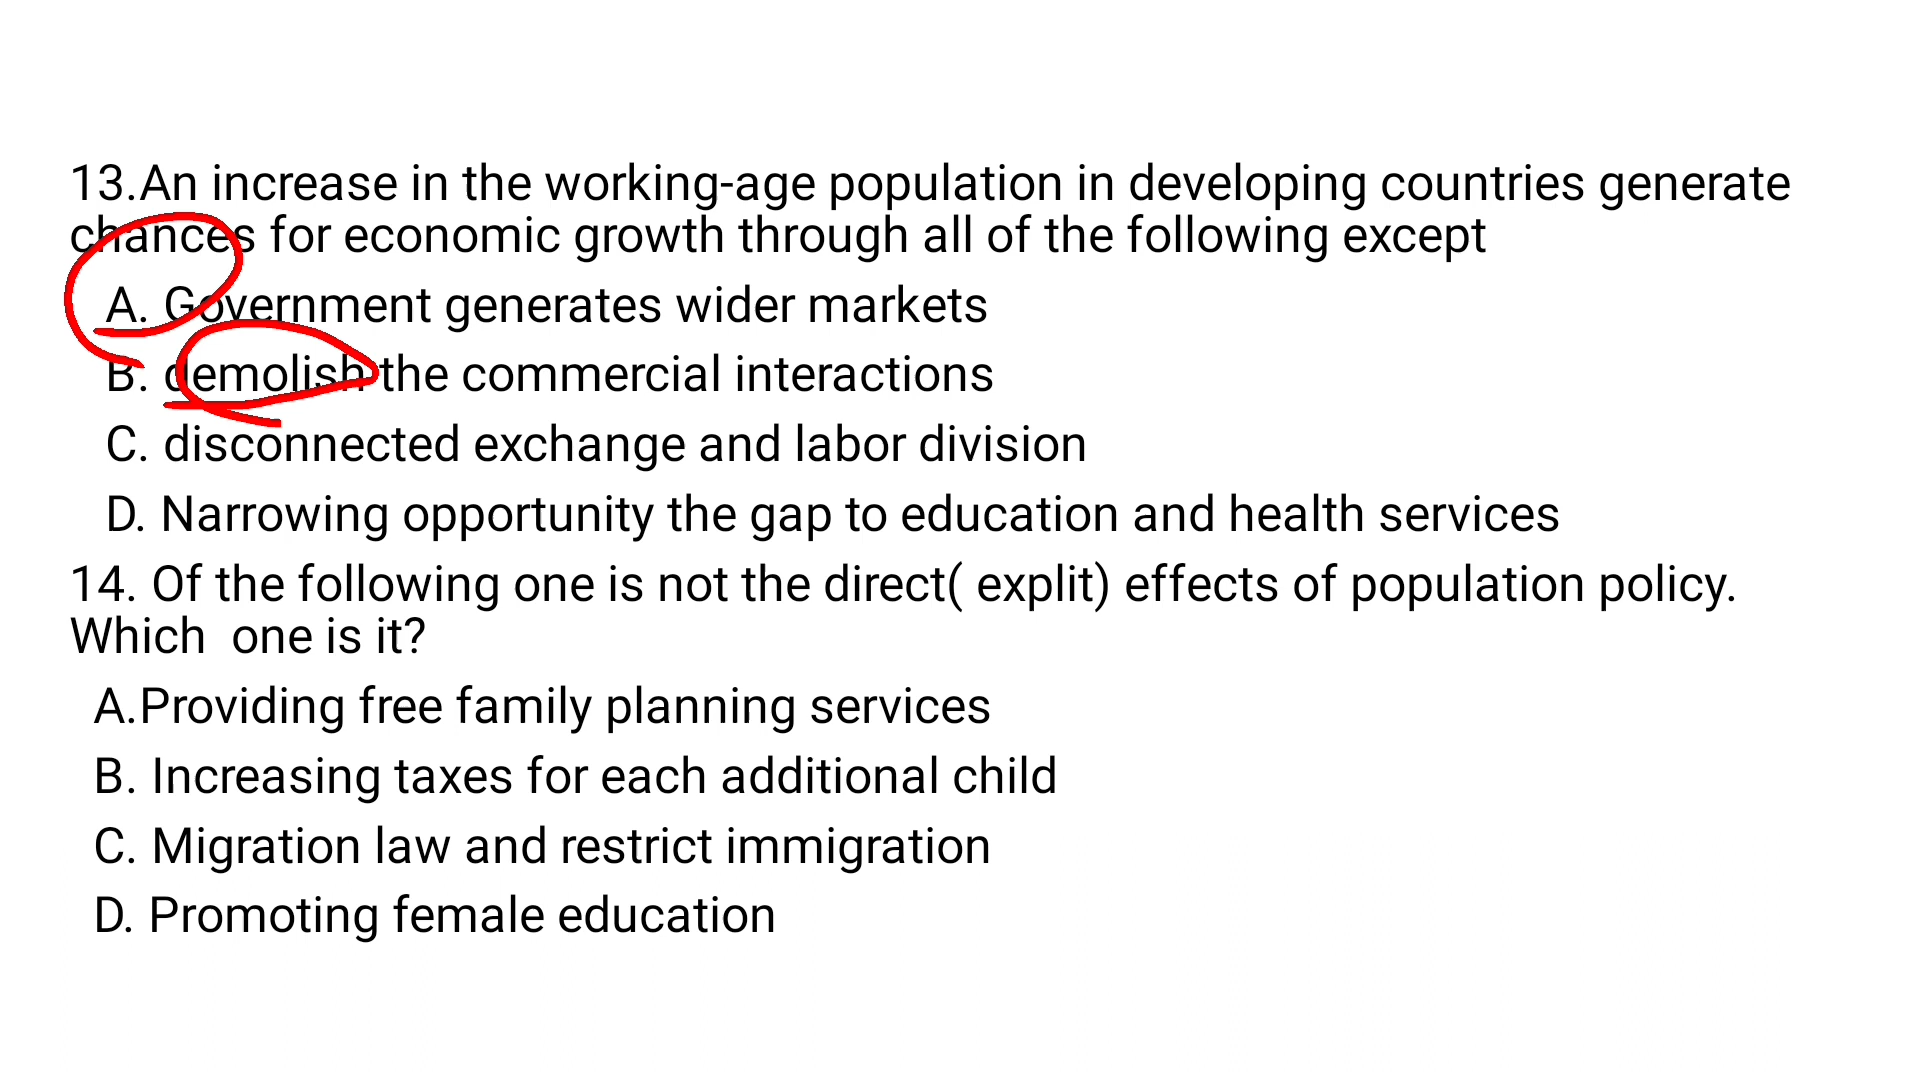 13.An increase in the working-age population in developing countries generate
chances for economic growth through all of the following except
A. Government generates wider markets
B. demolish the commercial interactions
C. disconnected exchange and labor division
D. Narrowing opportunity the gap to education and health services
14. Of the following one is not the direct( explit) effects of population policy.
Which  one is it?
A.Providing free family planning services
B. Increasing taxes for each additional child
C. Migration law and restrict immigration
D. Promoting female education